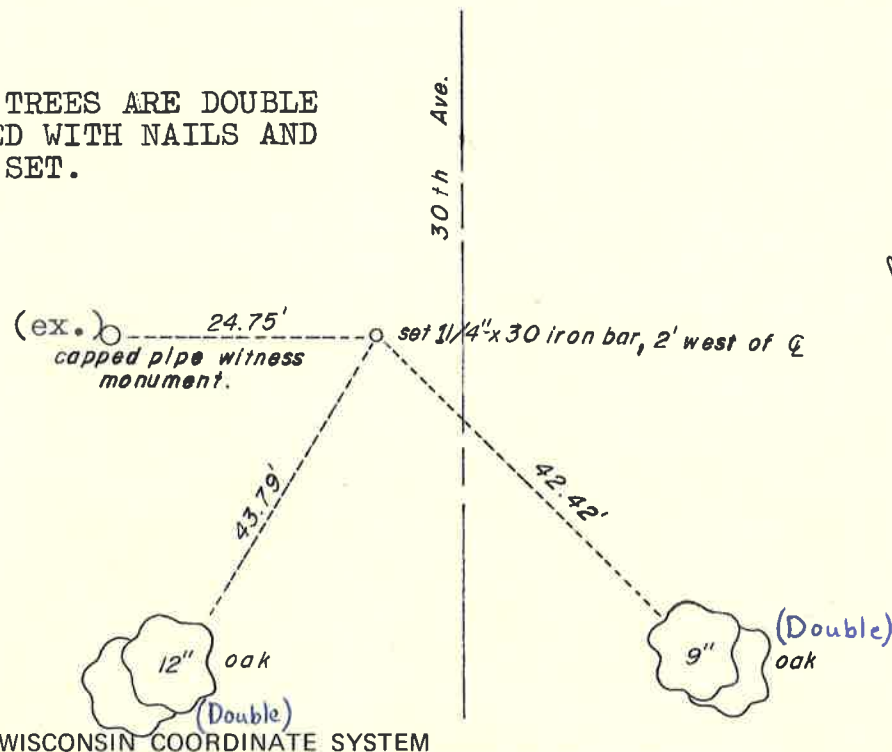 TREES ARE DOUBLE
ED WITH NAILS AND
SET.
30th Ave.
(ex.)
24.75'
set 1 1/4" x 30 iron bar, 2' west of ℄
capped pipe witness
monument.
43.79'
42.42'
12"
oak
(Double)
9"
(Double)
oak
WISCONSIN COORDINATE SYSTEM